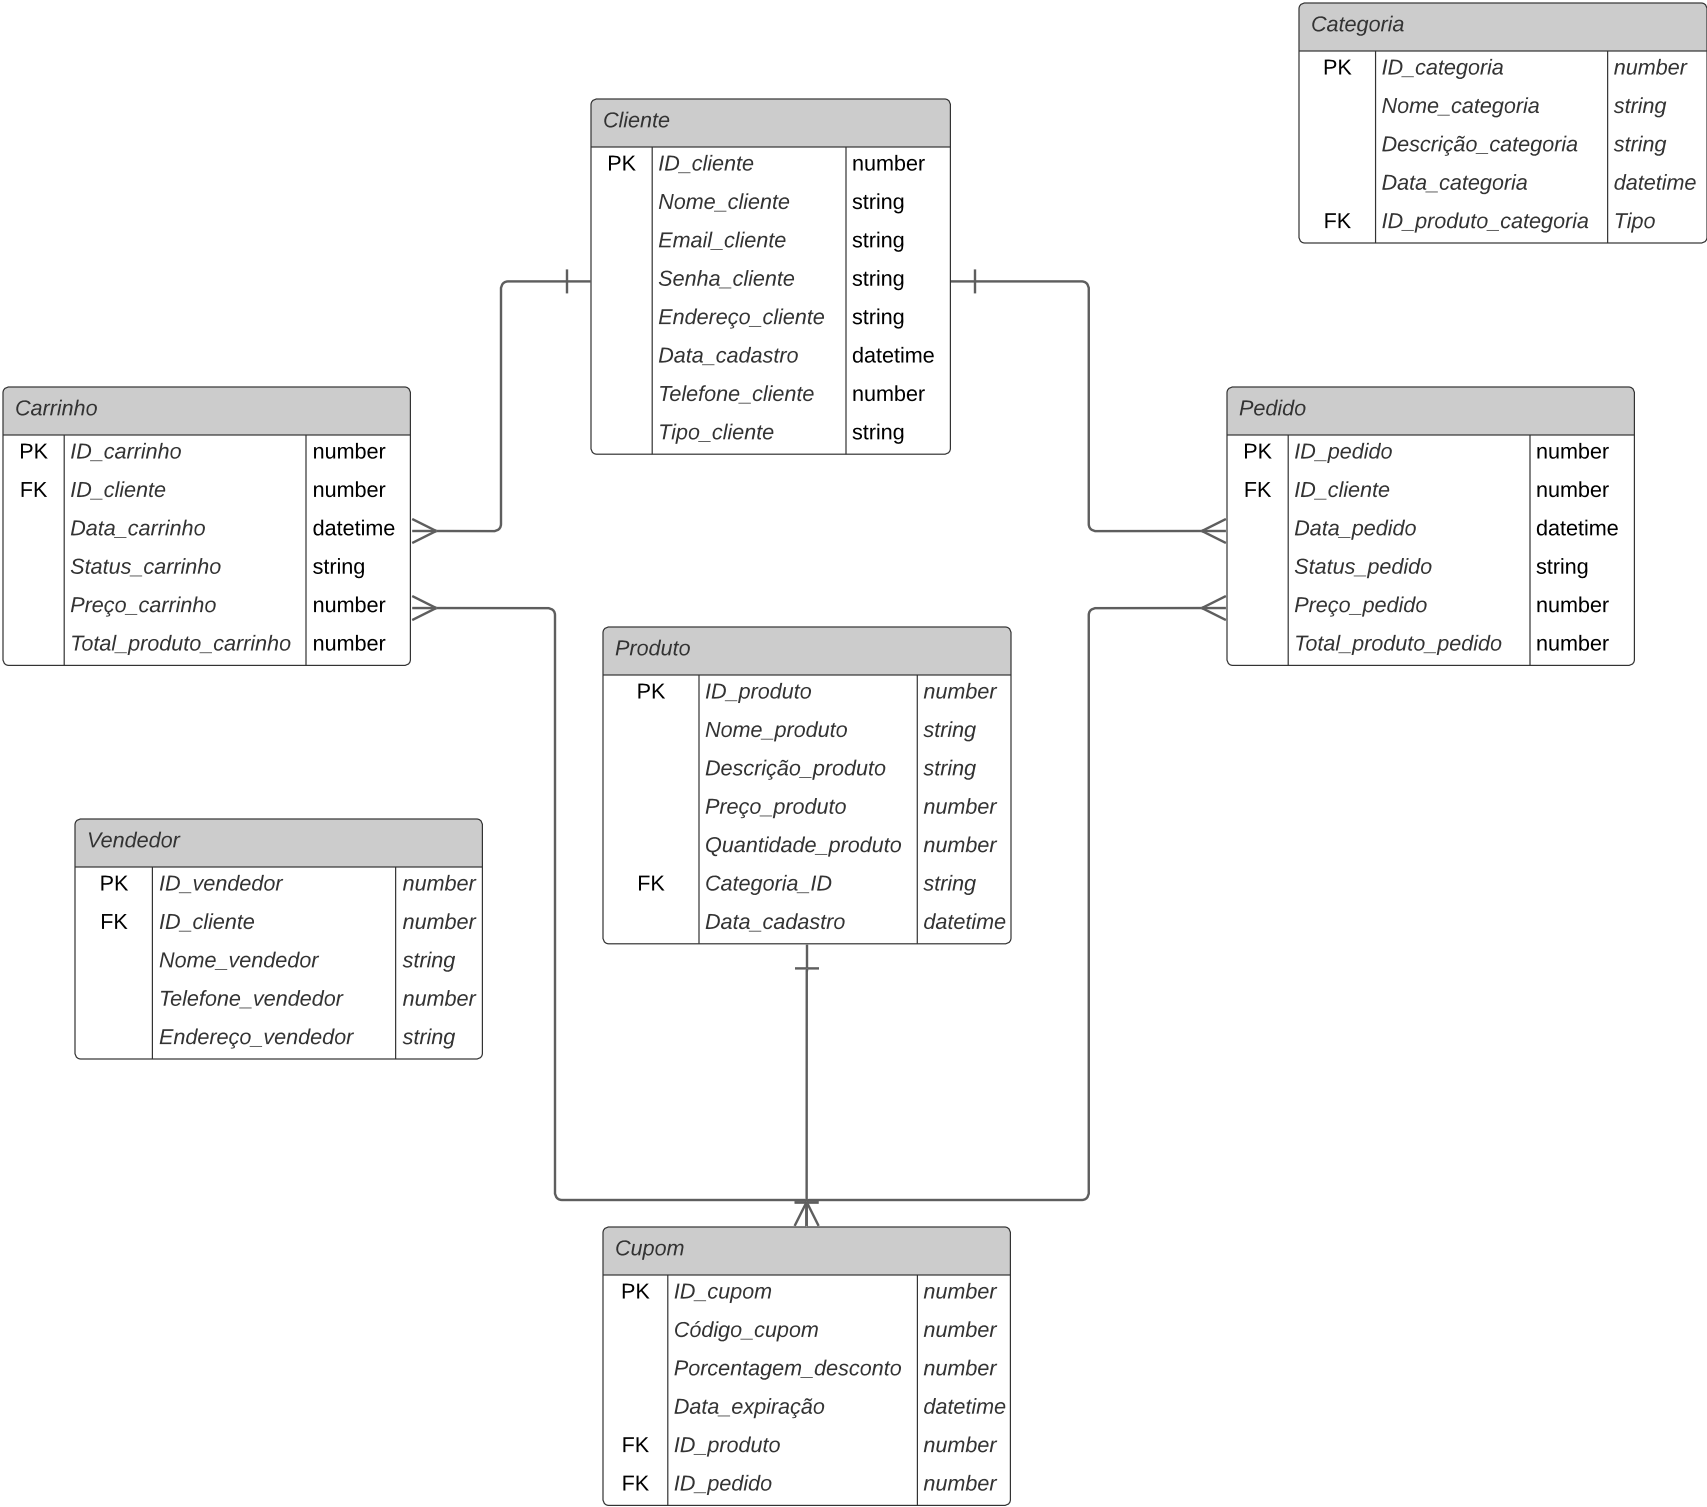 Categoria
PK ID_categoria number
Nome_categoria string
Descrição_categoria string
Data_categoria datetime
FK ID_produto_categoria Tipo
Cliente
PK ID_cliente number
Nome_cliente string
Email_cliente string
Senha_cliente string
Endereço_cliente string
Data_cadastro datetime
Telefone_cliente number
Tipo_cliente string
Carrinho
PK ID_carrinho number
FK ID_cliente number
Data_carrinho datetime
Status_carrinho string
Preço_carrinho number
Total_produto_carrinho number
Pedido
PK ID_pedido number
FK ID_cliente number
Data_pedido datetime
Status_pedido string
Preço_pedido number
Total_produto_pedido number
Produto
PK ID_produto number
Nome_produto string
Descrição_produto string
Preço_produto number
Quantidade_produto number
FK Categoria_ID string
Data_cadastro datetime
Vendedor
PK ID_vendedor number
FK ID_cliente number
Nome_vendedor string
Telefone_vendedor number
Endereço_vendedor string
Cupom
PK ID_cupom number
Código_cupom number
Porcentagem_desconto number
Data_expiração datetime
FK ID_produto number
FK ID_pedido number